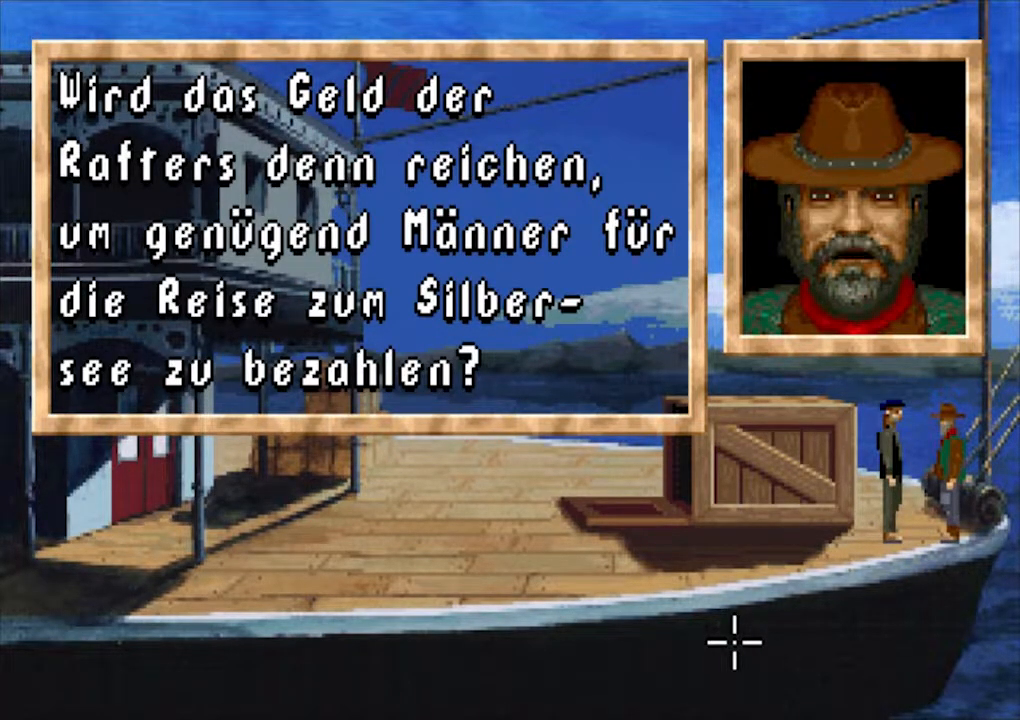 Wird das Geld der
Rafters denn reichen,
um genügend Männer für
die Reise zum Silber-
see zu bezahlen?